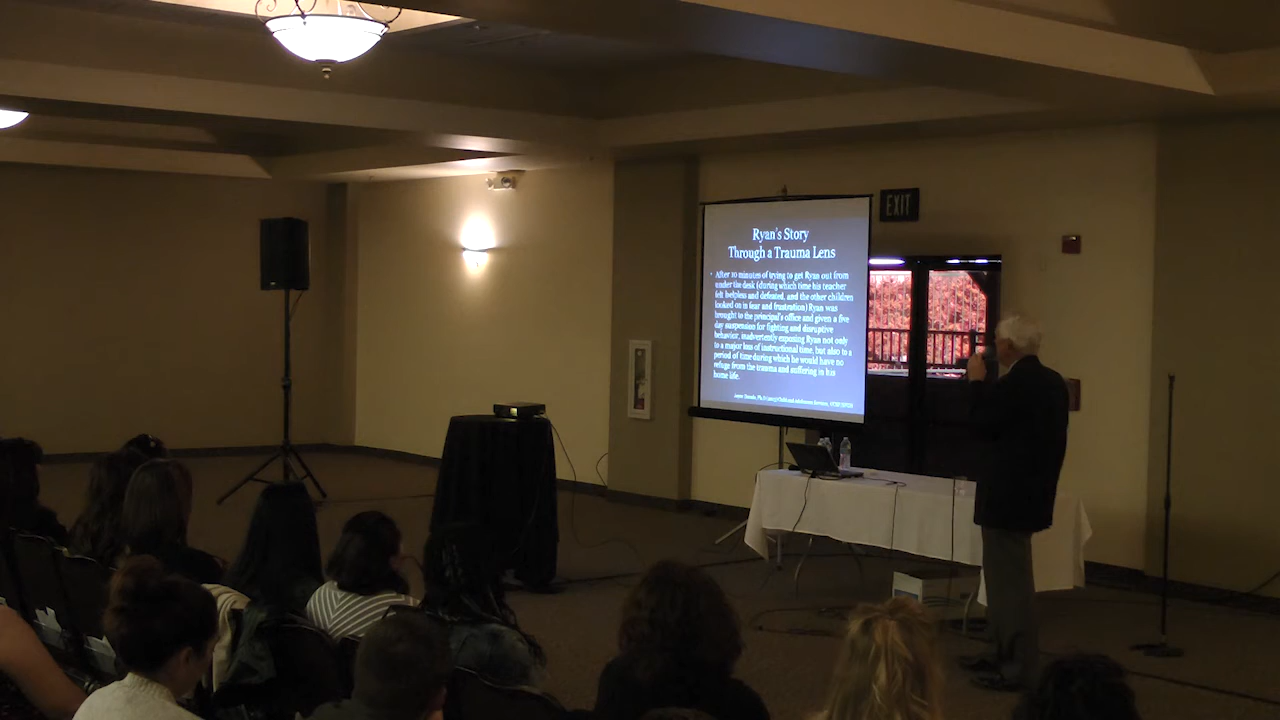 EXIT
Ryan's Story
Through a Trauma Lens
• After 10 minutes of trying to get Ryan out from
under the desk (during which time his teacher
felt helpless and defeated, and the other children
looked on in fear and frustration) Ryan was
brought to the principal's office and given a five
day suspension for fighting and disruptive
behavior, inadvertently exposing Ryan not only
to a major loss of instructional time, but also to a
period of time during which he would have no
refuge from the trauma and suffering in his
home life.